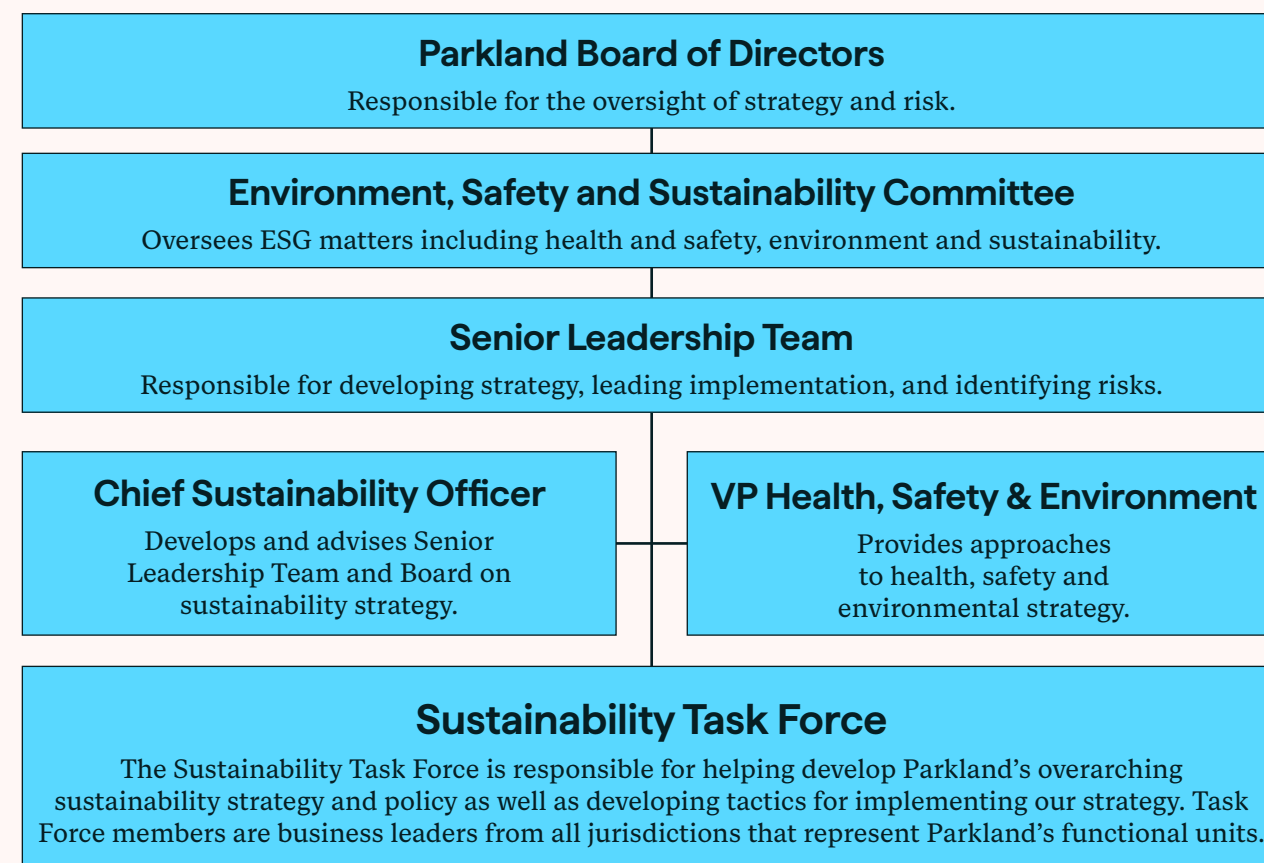 Parkland Board of Directors
Responsible for the oversight of strategy and risk.
Environment, Safety and Sustainability Committee
Oversees ESG matters including health and safety, environment and sustainability.
Senior Leadership Team
Responsible for developing strategy, leading implementation, and identifying risks.
Chief Sustainability Officer
Develops and advises Senior
Leadership Team and Board on
sustainability strategy.
VP Health, Safety & Environment
Provides approaches
to health, safety and
environmental strategy.
Sustainability Task Force
The Sustainability Task Force is responsible for helping develop Parkland’s overarching
sustainability strategy and policy as well as developing tactics for implementing our strategy. Task
Force members are business leaders from all jurisdictions that represent Parkland’s functional units.